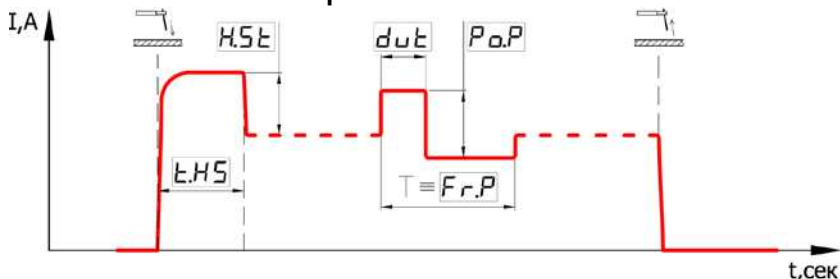 I,A
H.St
dut
Po.P
t.HS
T ≡ Fr.P
t,сек